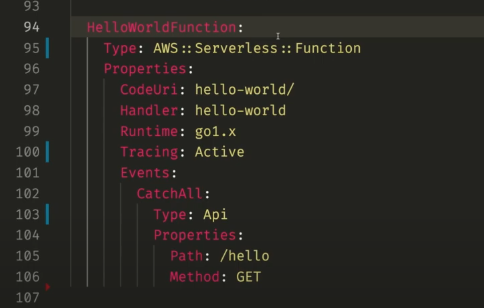 93
94 HelloWorldFunction:
95 Type: AWS::Serverless::Function
96 Properties:
97 CodeUri: hello-world/
98 Handler: hello-world
99 Runtime: go1.x
100 Tracing: Active
101 Events:
102 CatchAll:
103 Type: Api
104 Properties:
105 Path: /hello
106 Method: GET
107